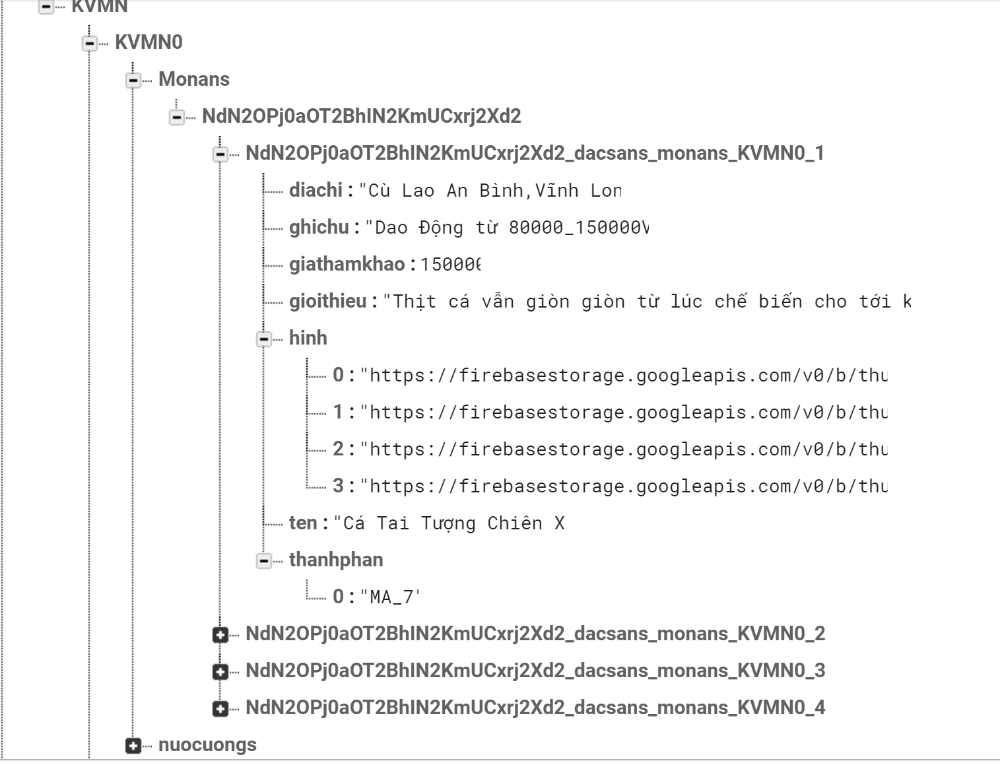 KVMN
KVMN0
Monans
NdN2OPj0aOT2BhIN2KmUCxrj2Xd2
NdN2OPj0aOT2BhIN2KmUCxrj2Xd2_dacsans_monans_KVMN0_1
diachi : "Cù Lao An Bình,Vĩnh Lon
ghichu : "Dao Động từ 80000_150000V
giathamkhao : 150000
gioithieu : "Thịt cá vẫn giòn giòn từ lúc chế biến cho tới k
hinh
0 : "https://firebasestorage.googleapis.com/v0/b/thu
1 : "https://firebasestorage.googleapis.com/v0/b/thu
2 : "https://firebasestorage.googleapis.com/v0/b/thu
3 : "https://firebasestorage.googleapis.com/v0/b/thu
ten : "Cá Tai Tượng Chiên X
thanhphan
0 : "MA_7'
NdN2OPj0aOT2BhIN2KmUCxrj2Xd2_dacsans_monans_KVMN0_2
NdN2OPj0aOT2BhIN2KmUCxrj2Xd2_dacsans_monans_KVMN0_3
NdN2OPj0aOT2BhIN2KmUCxrj2Xd2_dacsans_monans_KVMN0_4
nuocuongs